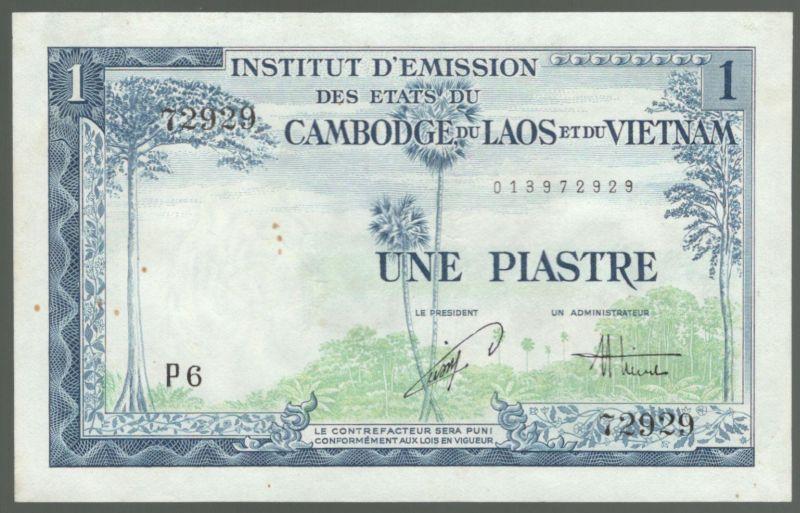 1
INSTITUT D'EMISSION
1
DES ETATS DU
72929
CAMBODGE, DU LAOS ET DU VIETNAM
013972929
UNE PIASTRE
LE PRESIDENT
UN ADMINISTRATEUR
P 6
72929
LE CONTREFACTEUR SERA PUNI
CONFORMÉMENT AUX LOIS EN VIGUEUR